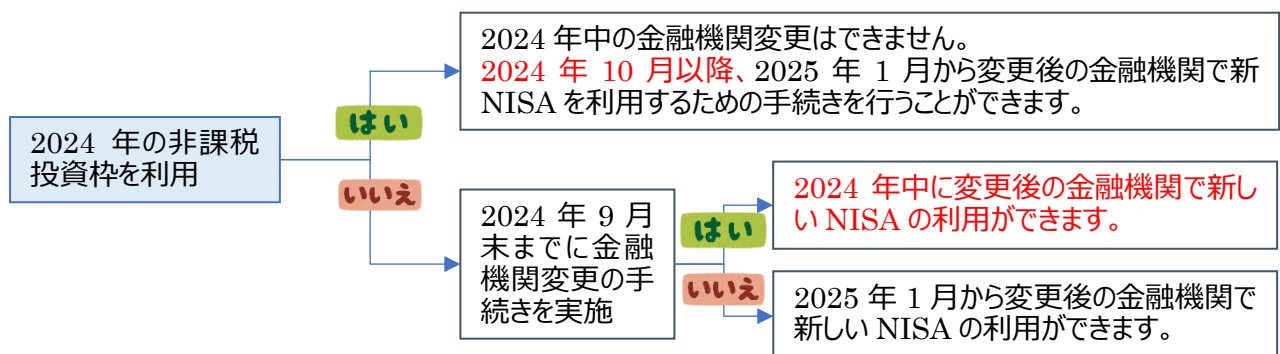 2024 年中の金融機関変更はできません。
2024 年 10 月以降、2025 年 1 月から変更後の金融機関で新
NISA を利用するための手続きを行うことができます。
はい
2024 年の非課税
投資枠を利用
いいえ
2024 年 9 月
末までに金融
機関変更の手
続きを実施
はい
2024 年中に変更後の金融機関で新し
い NISA の利用ができます。
いいえ
2025 年 1 月から変更後の金融機関で
新しい NISA の利用ができます。